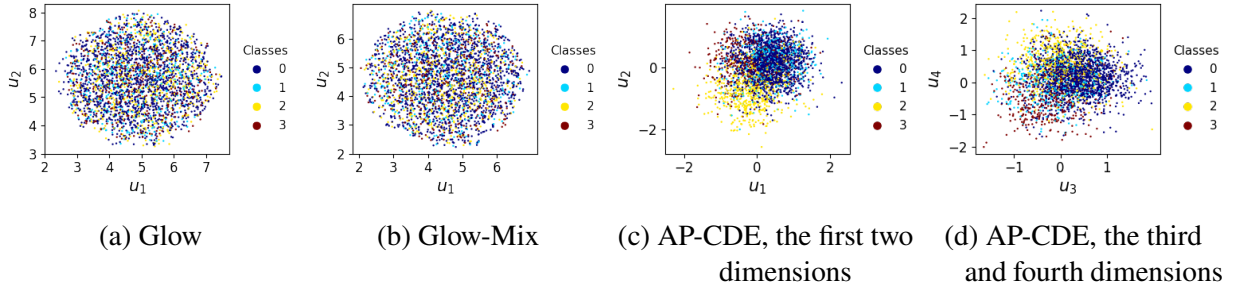 8
7
6
5
4
3
u2
2 3 4 5 6 7
u1
Classes
0
1
2
3
(a) Glow
6
5
4
3
2
u2
2 3 4 5 6
u1
Classes
0
1
2
3
(b) Glow-Mix
2
0
−2
u2
−2 0 2
u1
Classes
0
1
2
3
(c) AP-CDE, the first two
dimensions
2
1
0
−1
−2
u4
−1 0 1
u3
Classes
0
1
2
3
(d) AP-CDE, the third
and fourth dimensions